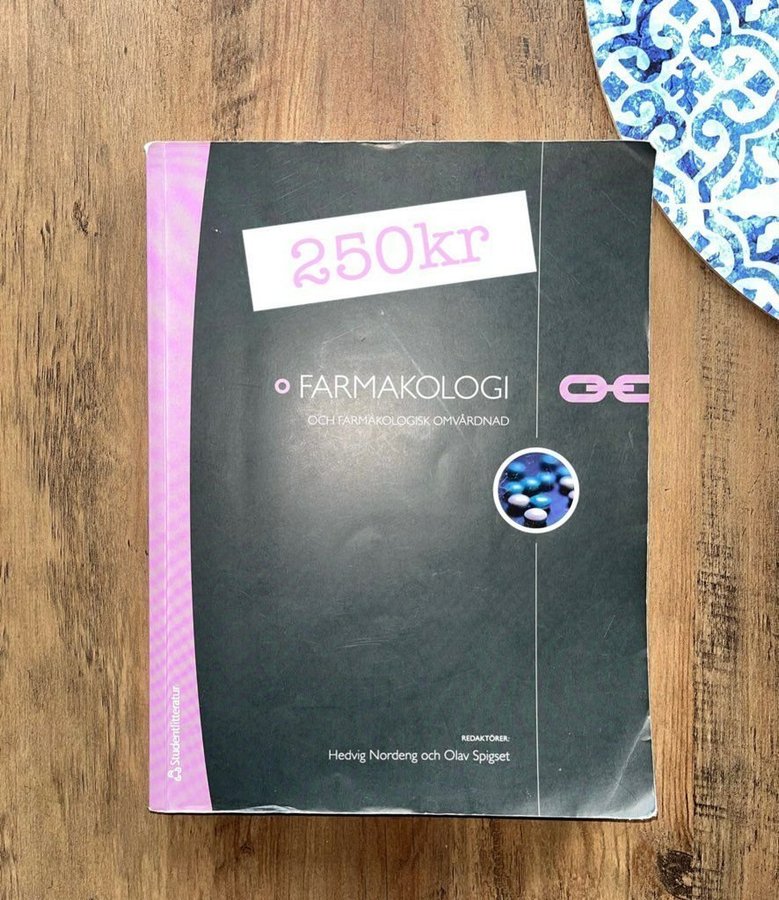 250kr
FARMAKOLOGI
OCH FARMAKOLOGISK OMVÅRDNAD
REDAKTÖRER:
Hedvig Nordeng och Olav Spigset
Studentlitteratur